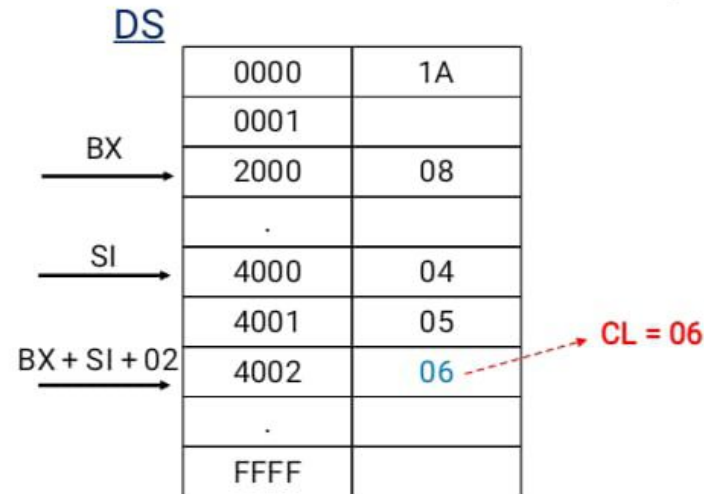 DS
0000 1A
0001
BX
2000 08
.
SI
4000 04
4001 05
CL = 06
BX + SI + 02
4002 06
.
FFFF